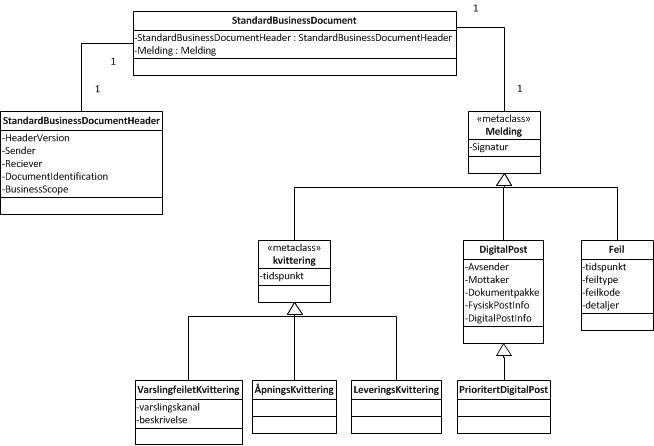 StandardBusinessDocument
-StandardBusinessDocumentHeader : StandardBusinessDocumentHeader
-Melding : Melding
1
1
1
1
StandardBusinessDocumentHeader
-HeaderVersion
-Sender
-Reciever
-DocumentIdentification
-BusinessScope
«metaclass»
Melding
-Signatur
«metaclass»
kvittering
-tidspunkt
DigitalPost
-Avsender
-Mottaker
-Dokumentpakke
-FysiskPostInfo
-DigitalPostInfo
Feil
-tidspunkt
-feiltype
-feilkode
-detaljer
VarslingfeiletKvittering
-varslingskanal
-beskrivelse
ÅpningsKvittering
LeveringsKvittering
PrioritertDigitalPost